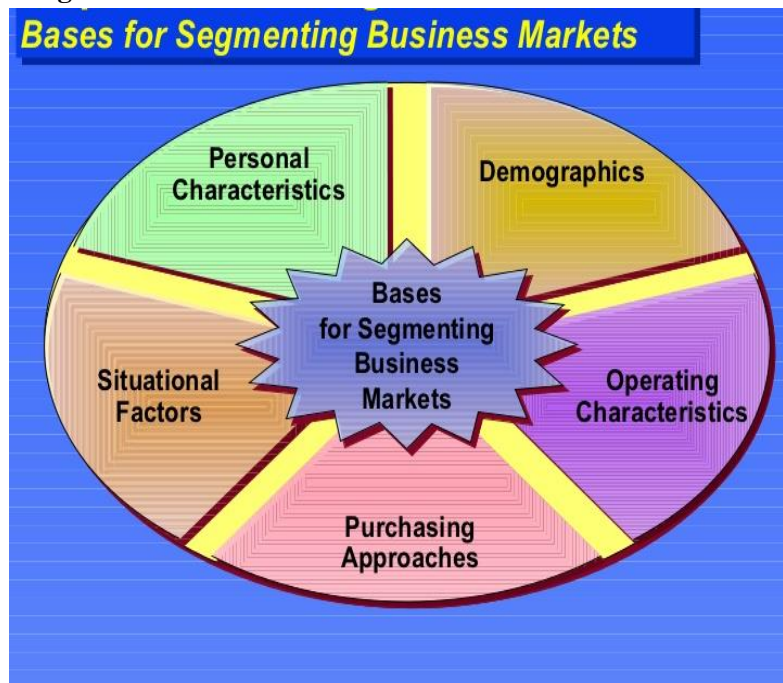 Bases for Segmenting Business Markets
Personal
Characteristics
Demographics
Bases
for Segmenting
Business
Markets
Situational
Factors
Operating
Characteristics
Purchasing
Approaches